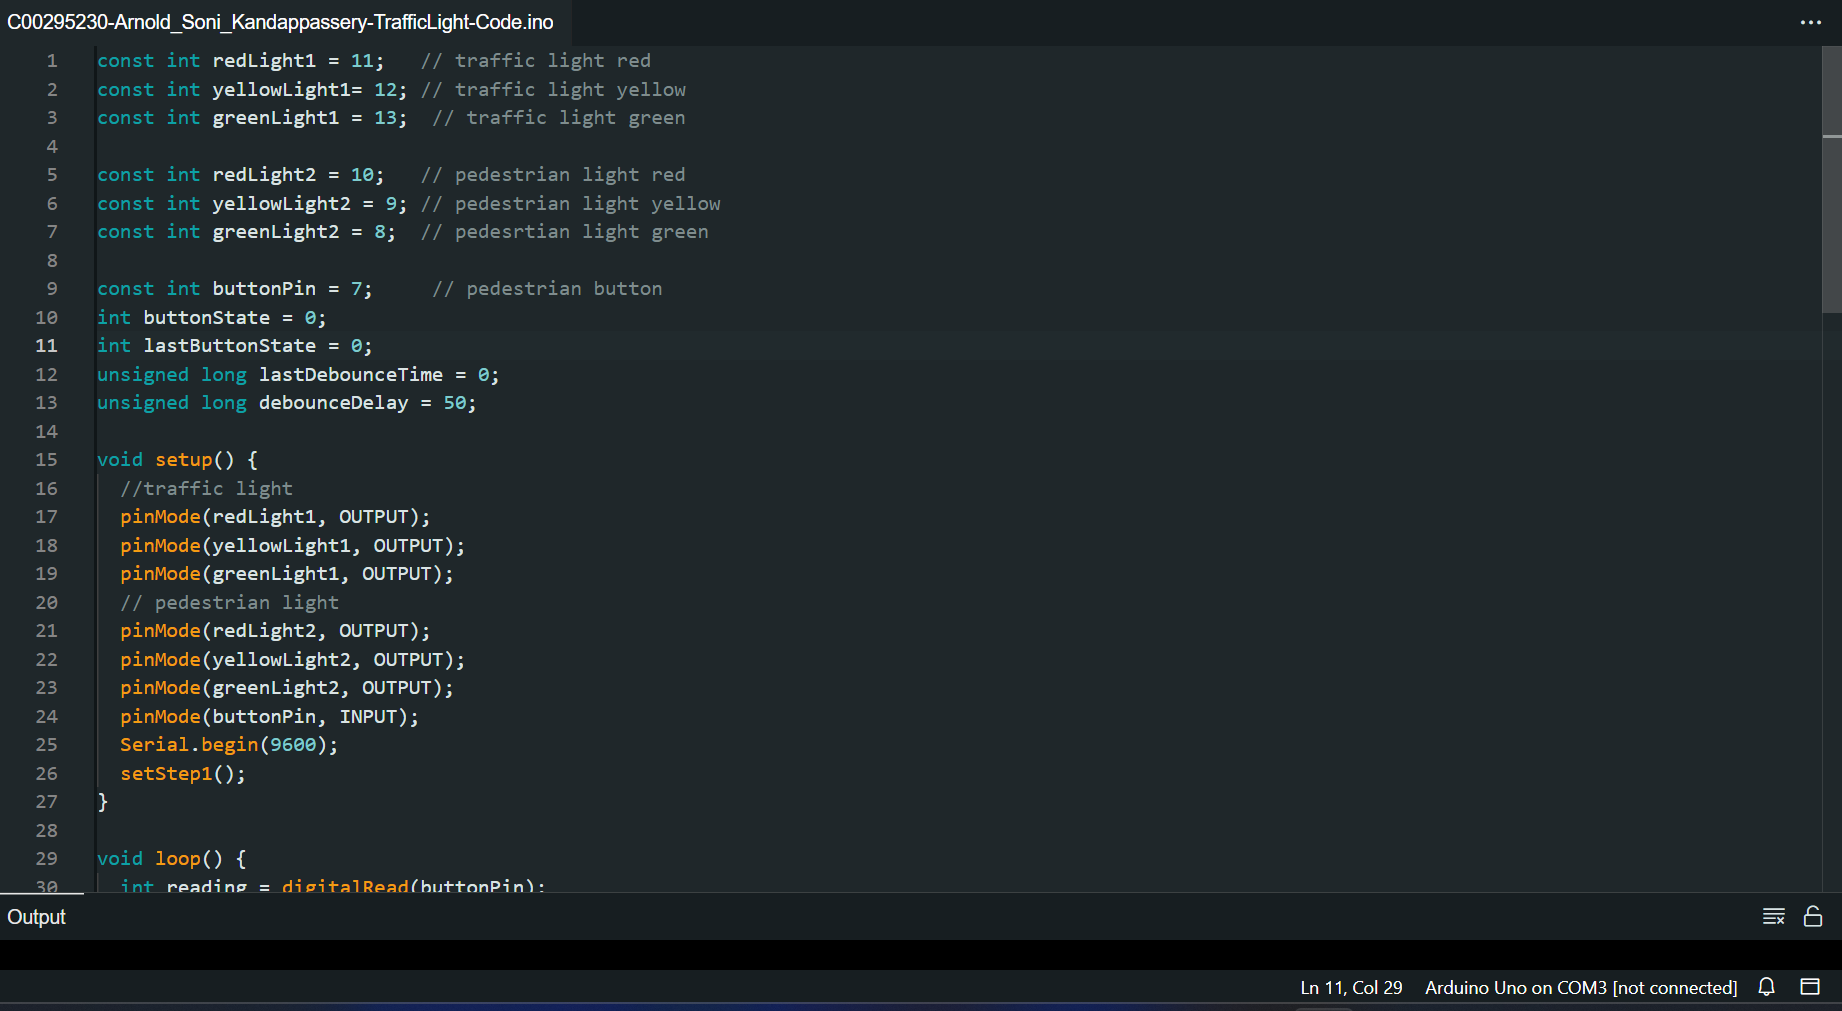 C00295230-Arnold_Soni_Kandappassery-TrafficLight-Code.ino
1 const int redLight1 = 11;   // traffic light red
2 const int yellowLight1= 12; // traffic light yellow
3 const int greenLight1 = 13;  // traffic light green
4
5 const int redLight2 = 10;   // pedestrian light red
6 const int yellowLight2 = 9; // pedestrian light yellow
7 const int greenLight2 = 8;  // pedesrtian light green
8
9 const int buttonPin = 7;     // pedestrian button
10 int buttonState = 0;
11 int lastButtonState = 0;
12 unsigned long lastDebounceTime = 0;
13 unsigned long debounceDelay = 50;
14
15 void setup() {
16   //traffic light
17   pinMode(redLight1, OUTPUT);
18   pinMode(yellowLight1, OUTPUT);
19   pinMode(greenLight1, OUTPUT);
20   // pedestrian light
21   pinMode(redLight2, OUTPUT);
22   pinMode(yellowLight2, OUTPUT);
23   pinMode(greenLight2, OUTPUT);
24   pinMode(buttonPin, INPUT);
25   Serial.begin(9600);
26   setStep1();
27 }
28
29 void loop() {
30   int reading = digitalRead(buttonPin);
Output
Ln 11, Col 29 Arduino Uno on COM3 [not connected]